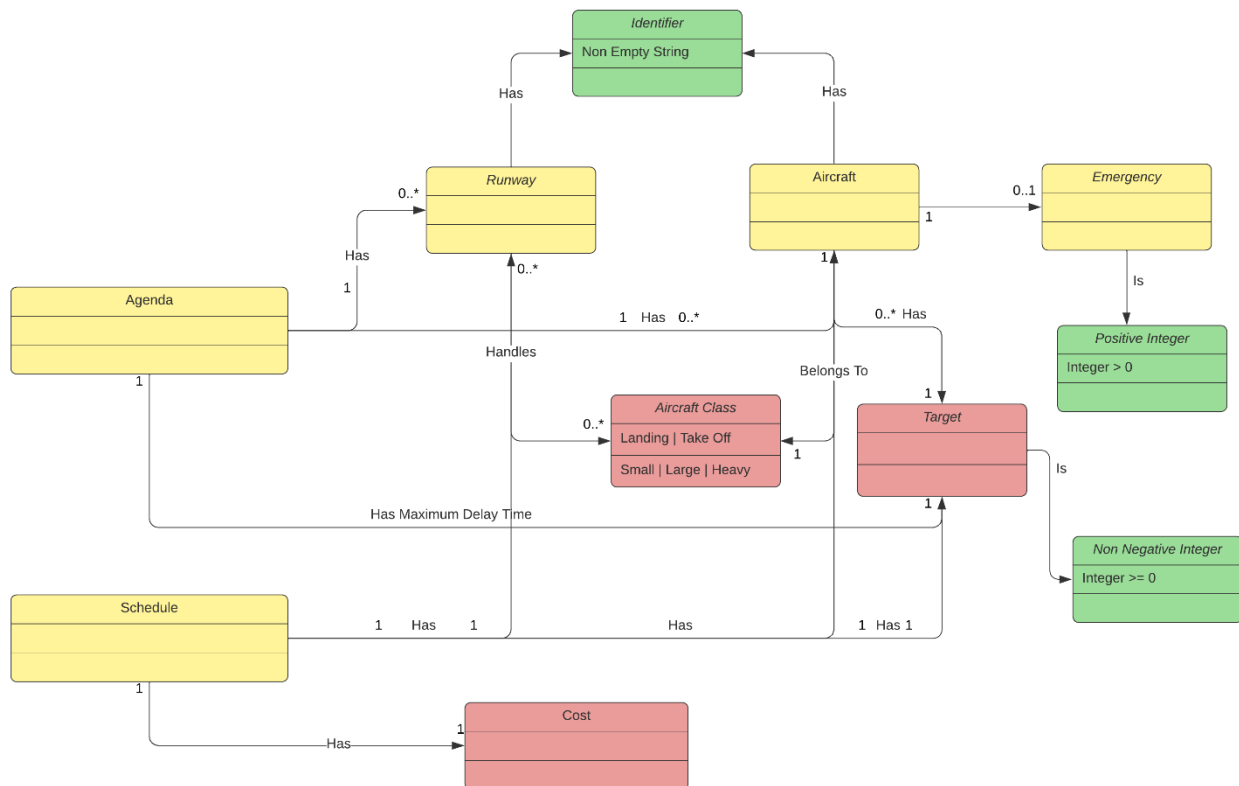 Identifier
Non Empty String
Has
Has
Runway
Aircraft
Emergency
0..*
0..1
1
Has
1
0..*
1
Is
Agenda
1 Has 0..*
0..* Has
Positive Integer
Integer > 0
Handles
Belongs To
1
1
Aircraft Class
Target
0..*
Landing | Take Off
1
Small | Large | Heavy
Is
Has Maximum Delay Time
1
Non Negative Integer
Integer >= 0
Schedule
1 Has 1
Has
1 Has 1
1
Cost
1
Has